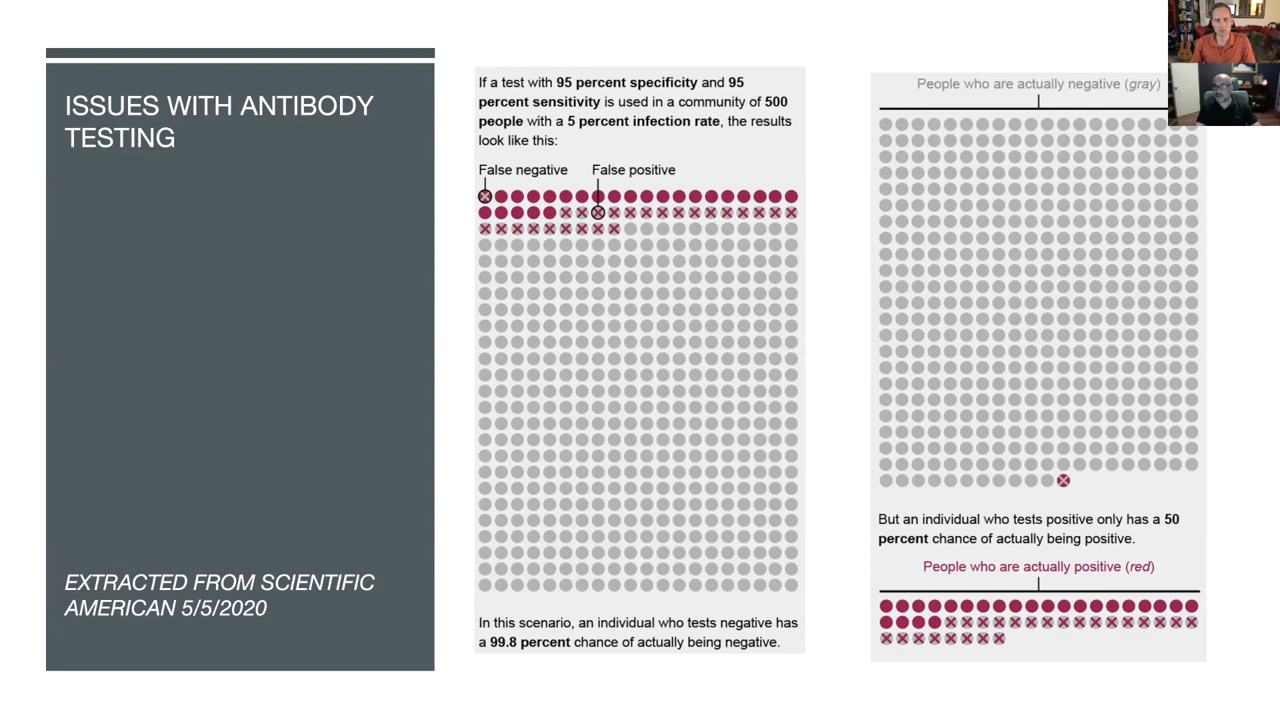 ISSUES WITH ANTIBODY
TESTING
EXTRACTED FROM SCIENTIFIC
AMERICAN 5/5/2020
If a test with 95 percent specificity and 95
percent sensitivity is used in a community of 500
people with a 5 percent infection rate, the results
look like this:
False negative False positive
In this scenario, an individual who tests negative has
a 99.8 percent chance of actually being negative.
People who are actually negative (gray)
But an individual who tests positive only has a 50
percent chance of actually being positive.
People who are actually positive (red)